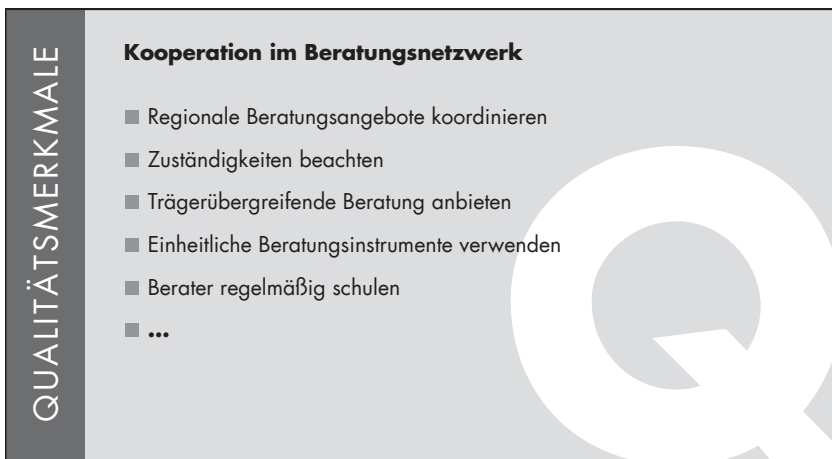 QUALITÄTSMERKMALE
Kooperation im Beratungsnetzwerk
Regionale Beratungsangebote koordinieren
Zuständigkeiten beachten
Trägerübergreifende Beratung anbieten
Einheitliche Beratungsinstrumente verwenden
Berater regelmäßig schulen
...
Q